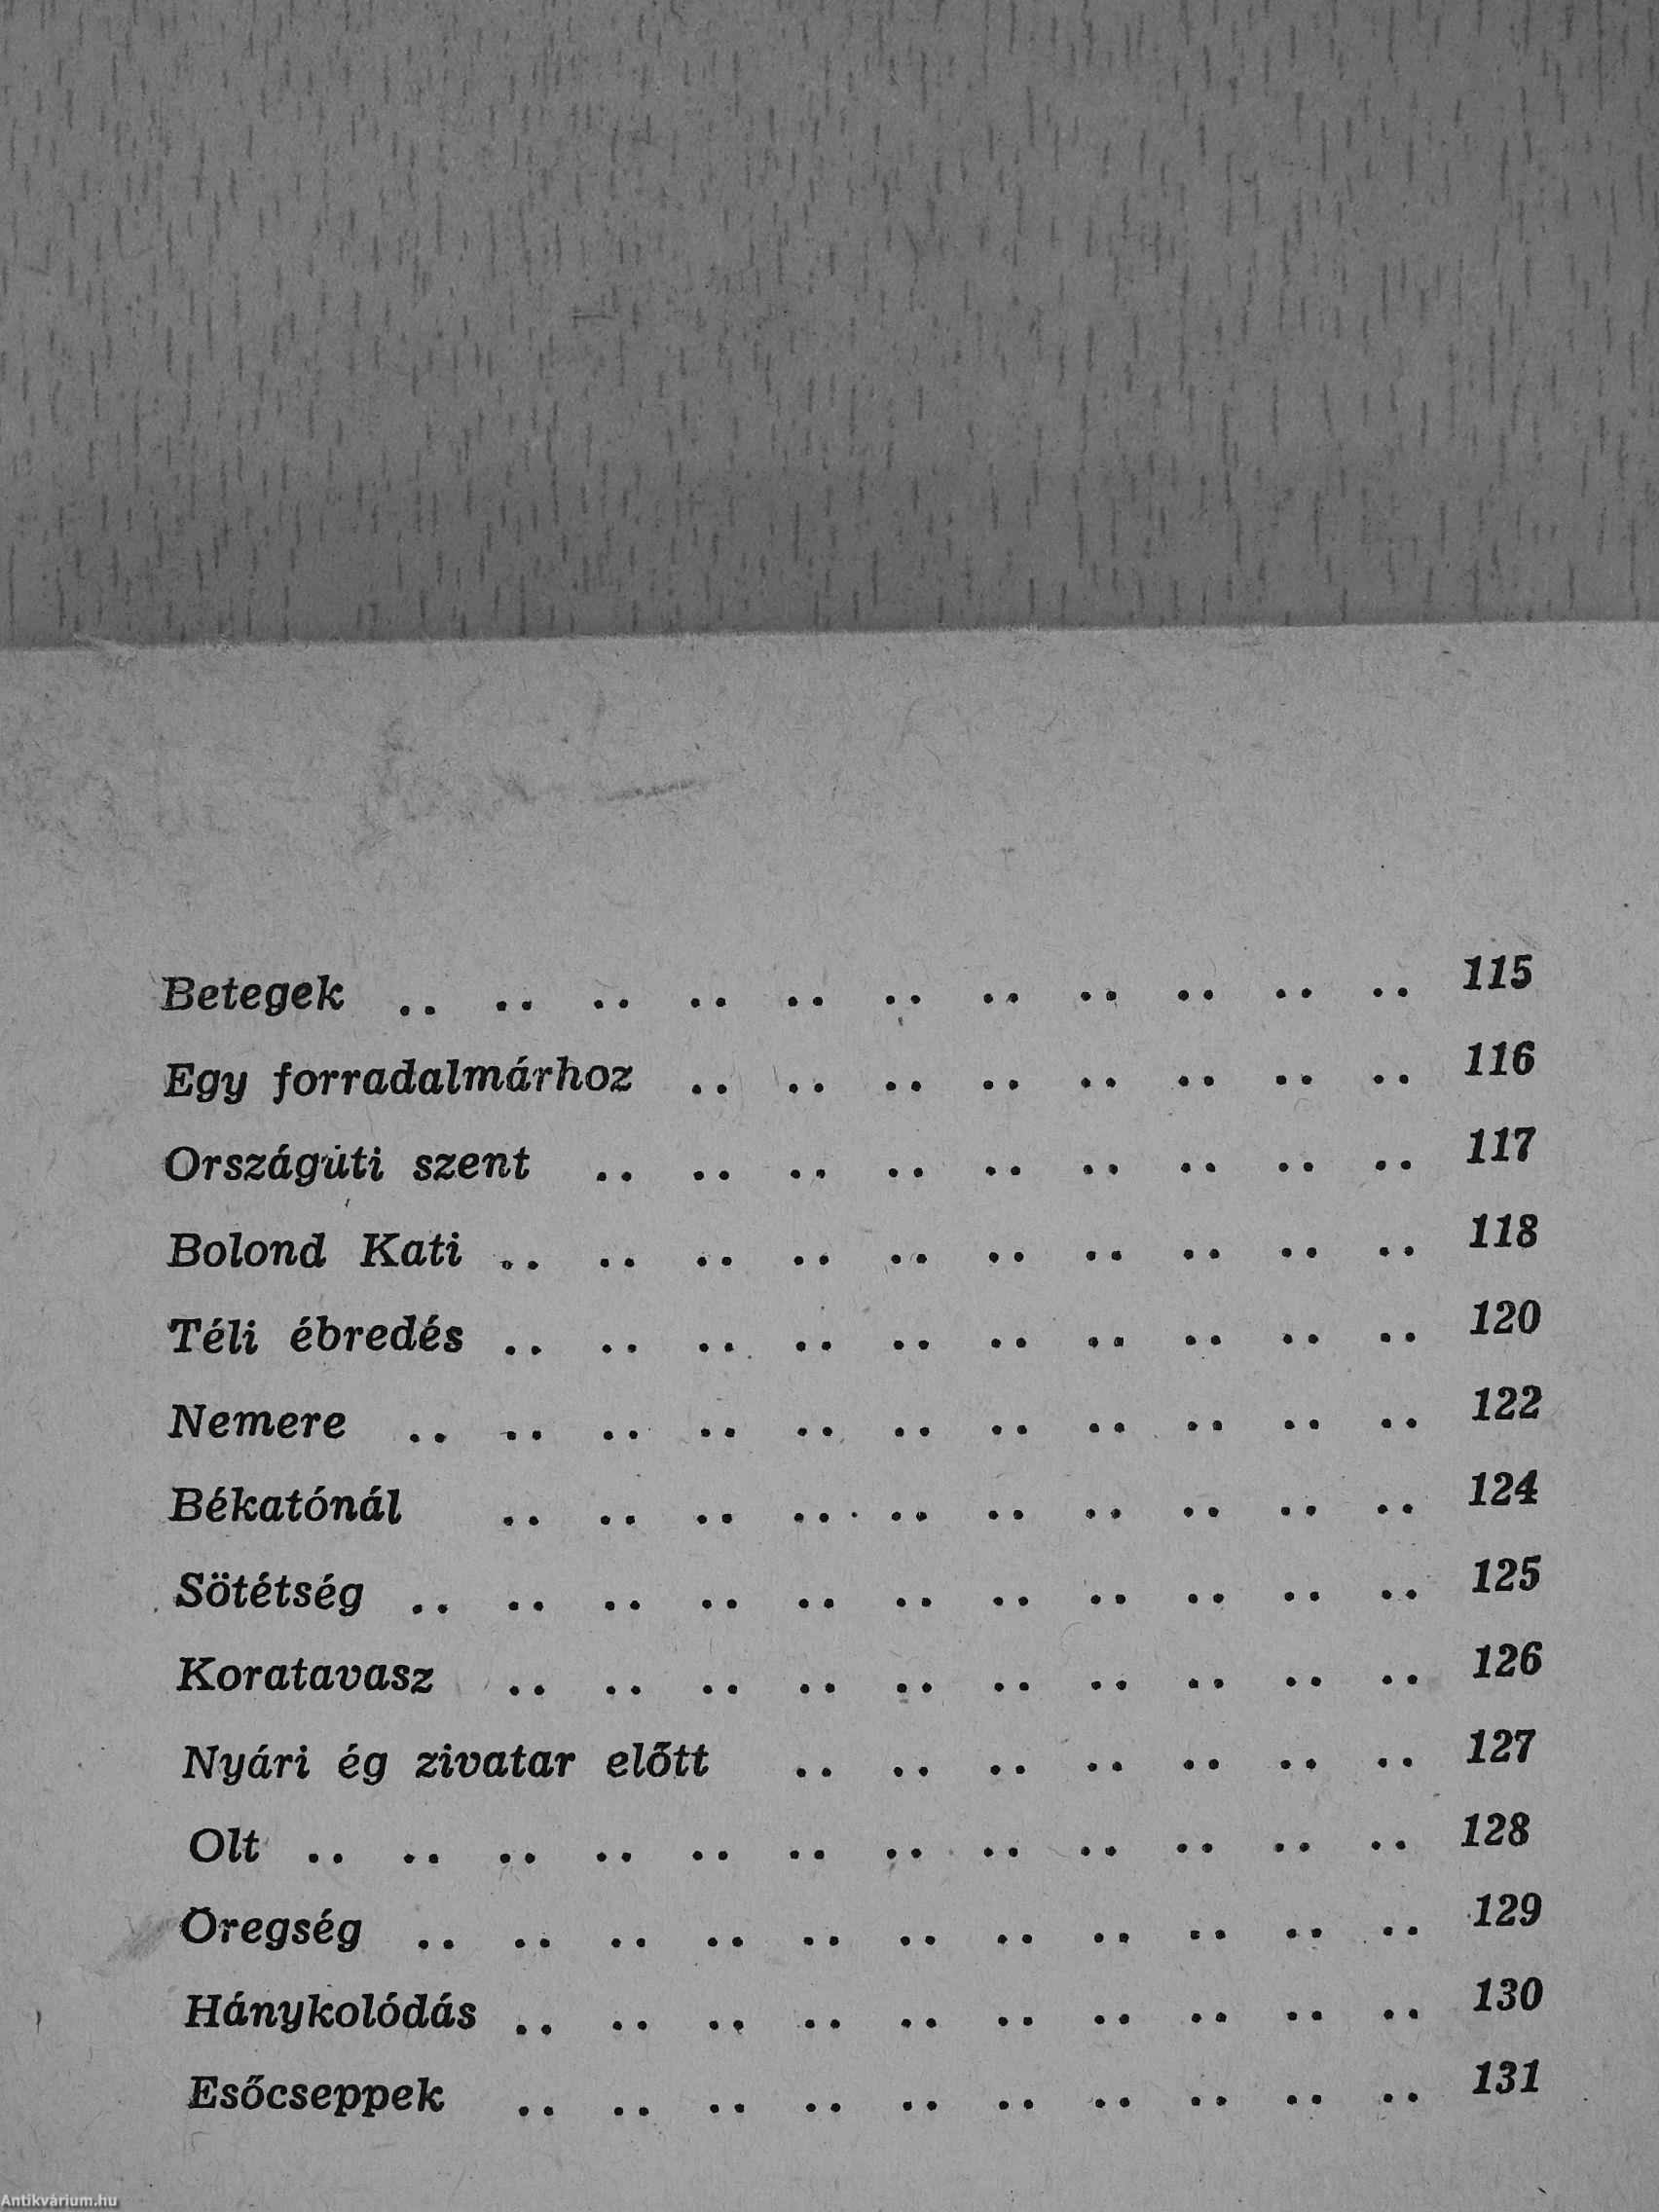 Betegek .. .. .. .. .. .. .. .. .. .. .. 115
Egy forradalmárhoz .. .. .. .. .. .. .. .. 116
Országúti szent .. .. .. .. .. .. .. .. .. 117
Bolond Kati .. .. .. .. .. .. .. .. .. .. 118
Téli ébredés .. .. .. .. .. .. .. .. .. .. 120
Nemere .. .. .. .. .. .. .. .. .. .. .. 122
Békatónál .. .. .. .. .. .. .. .. .. .. 124
Sötétség .. .. .. .. .. .. .. .. .. .. .. 125
Koratavasz .. .. .. .. .. .. .. .. .. .. 126
Nyári ég zivatar előtt .. .. .. .. .. .. .. 127
Olt .. .. .. .. .. .. .. .. .. .. .. .. 128
Öregség .. .. .. .. .. .. .. .. .. .. .. 129
Hánykolódás .. .. .. .. .. .. .. .. .. .. 130
Esőcseppek .. .. .. .. .. .. .. .. .. .. 131
Antikvárium.hu